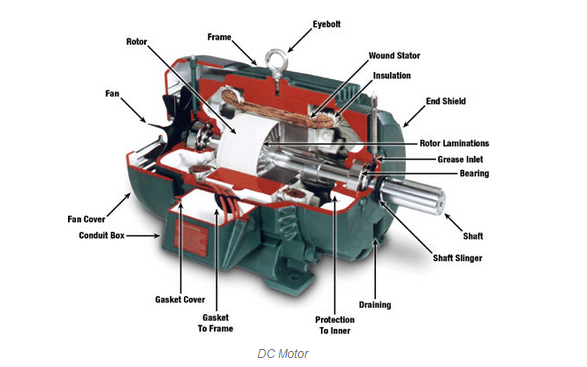 Eyebolt
Frame
Rotor
Wound Stator
Insulation
Fan
End Shield
Rotor Laminations
Grease Inlet
Bearing
Fan Cover
Conduit Box
Shaft
Shaft Slinger
Gasket Cover
Draining
Gasket
To Frame
Protection
To Inner
DC Motor